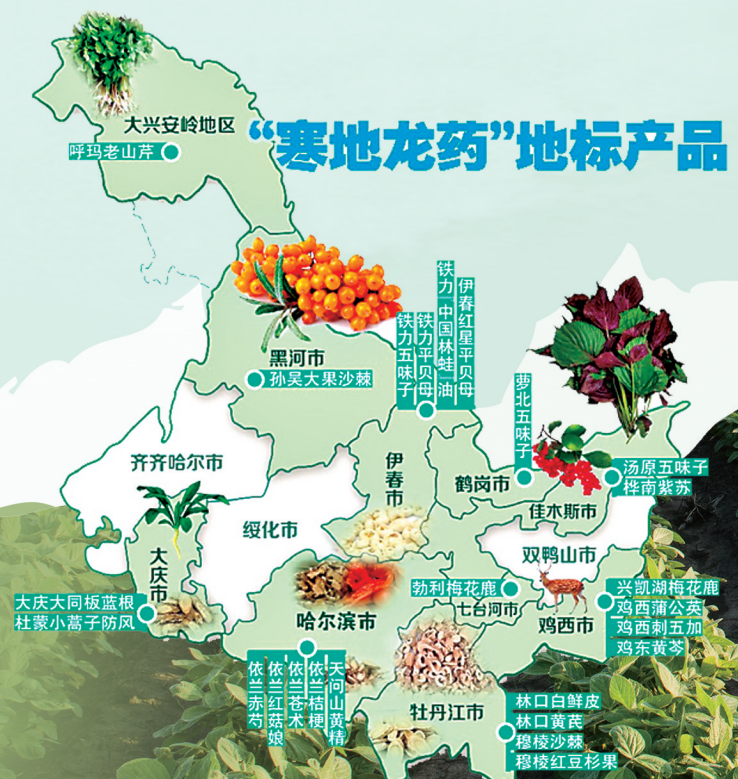 “寒地龙药”地标产品
大兴安岭地区
呼玛老山芹
黑河市
孙吴大果沙棘
铁力五味子
铁力平贝母
铁力中国林蛙油
伊春红星平贝母
萝北五味子
齐齐哈尔市
伊春市
鹤岗市
汤原五味子
桦南紫苏
佳木斯市
绥化市
双鸭山市
大庆市
大庆大同板蓝根
杜蒙小蒿子防风
哈尔滨市
勃利梅花鹿
七台河市
鸡西市
兴凯湖梅花鹿
鸡西蒲公英
鸡西刺五加
鸡东黄芩
依兰赤芍
依兰红菇娘
依兰苍术
依兰桔梗
天问山黄精
牡丹江市
林口白鲜皮
林口黄芪
穆棱沙棘
穆棱红豆杉果